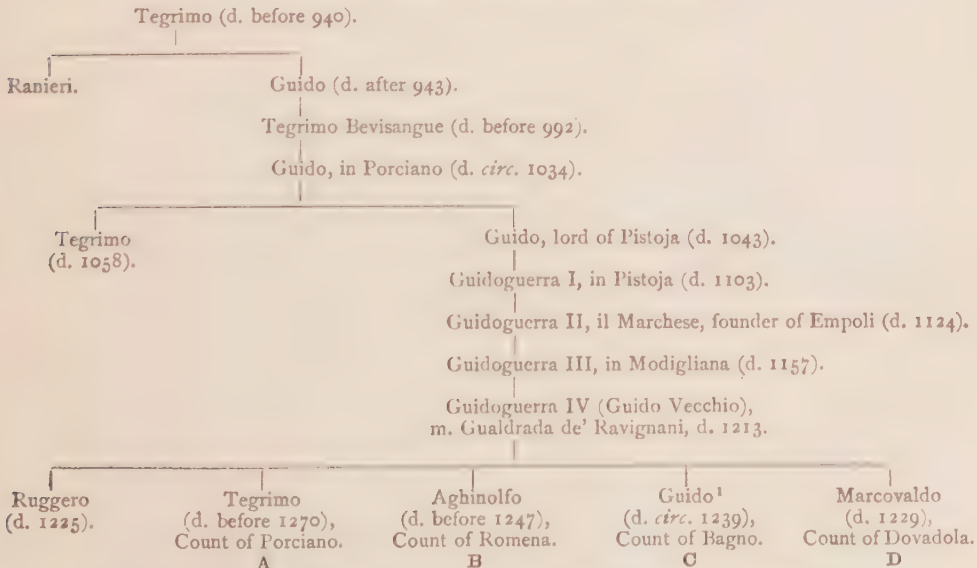 Tegrimo (d. before 940).
Ranieri. Guido (d. after 943).
Tegrimo Bevisangue (d. before 992).
Guido, in Porciano (d. circ. 1034).
Tegrimo Guido, lord of Pistoja (d. 1043).
(d. 1058).
Guidoguerra I, in Pistoja (d. 1103).
Guidoguerra II, il Marchese, founder of Empoli (d. 1124).
Guidoguerra III, in Modigliana (d. 1157).
Guidoguerra IV (Guido Vecchio),
m. Gualdrada de' Ravignani, d. 1213.
Ruggero Tegrimo Aghinolfo Guido¹ Marcovaldo
(d. 1225). (d. before 1270), (d. before 1247), (d. circ. 1239), (d. 1229),
Count of Porciano. Count of Romena. Count of Bagno. Count of Dovadola.
A B C D